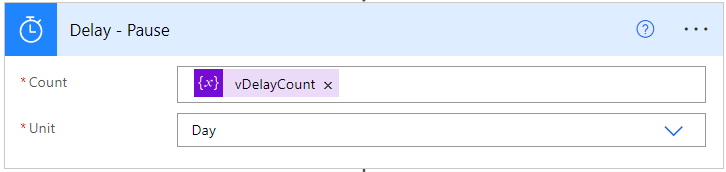 Delay - Pause
* Count
{x} vDelayCount ×
* Unit
Day